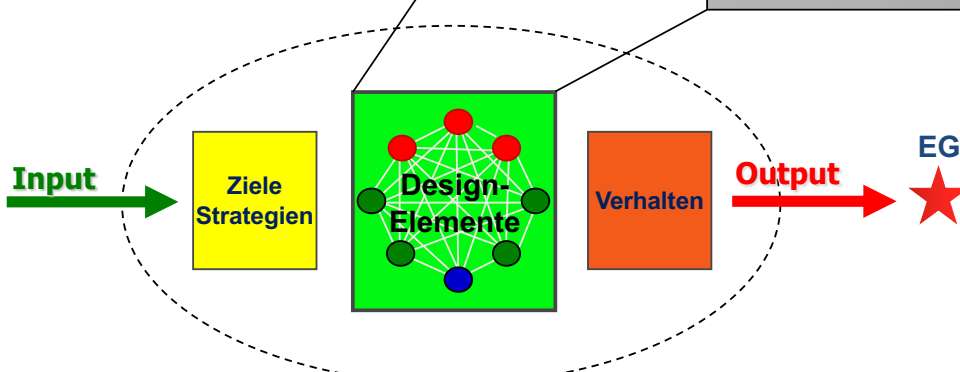 EG
Input
Ziele
Strategien
Design-
Elemente
Verhalten
Output